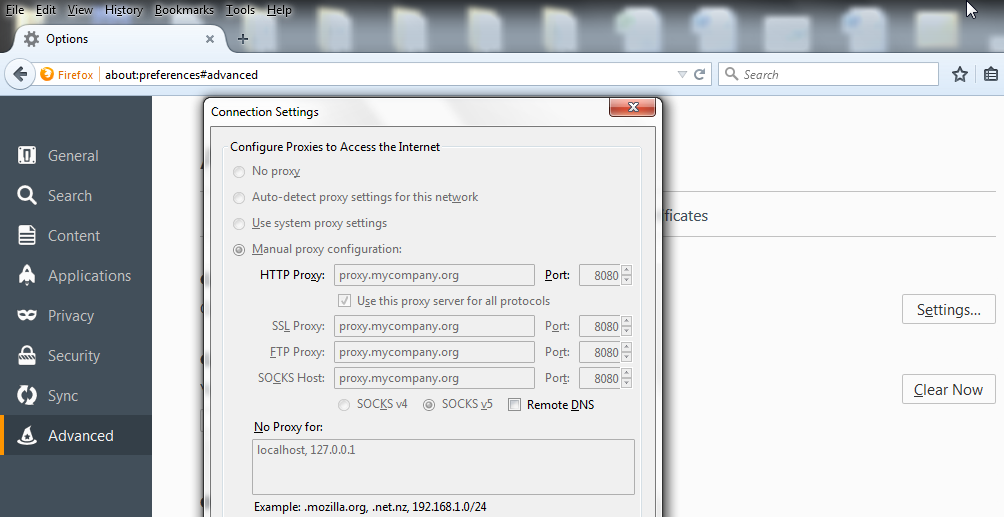 File Edit View History Bookmarks Tools Help
Options
Firefox about:preferences#advanced Search
Connection Settings
General
Search
Content
Applications
Privacy
Security
Sync
Advanced
Configure Proxies to Access the Internet
No proxy
Auto-detect proxy settings for this network
Use system proxy settings
Manual proxy configuration:
HTTP Proxy: proxy.mycompany.org Port: 8080
Use this proxy server for all protocols
SSL Proxy: proxy.mycompany.org Port: 8080
FTP Proxy: proxy.mycompany.org Port: 8080
SOCKS Host: proxy.mycompany.org Port: 8080
SOCKS v4 SOCKS v5 Remote DNS
No Proxy for:
localhost, 127.0.0.1
Example: .mozilla.org, .net.nz, 192.168.1.0/24
ficates
Settings...
Clear Now